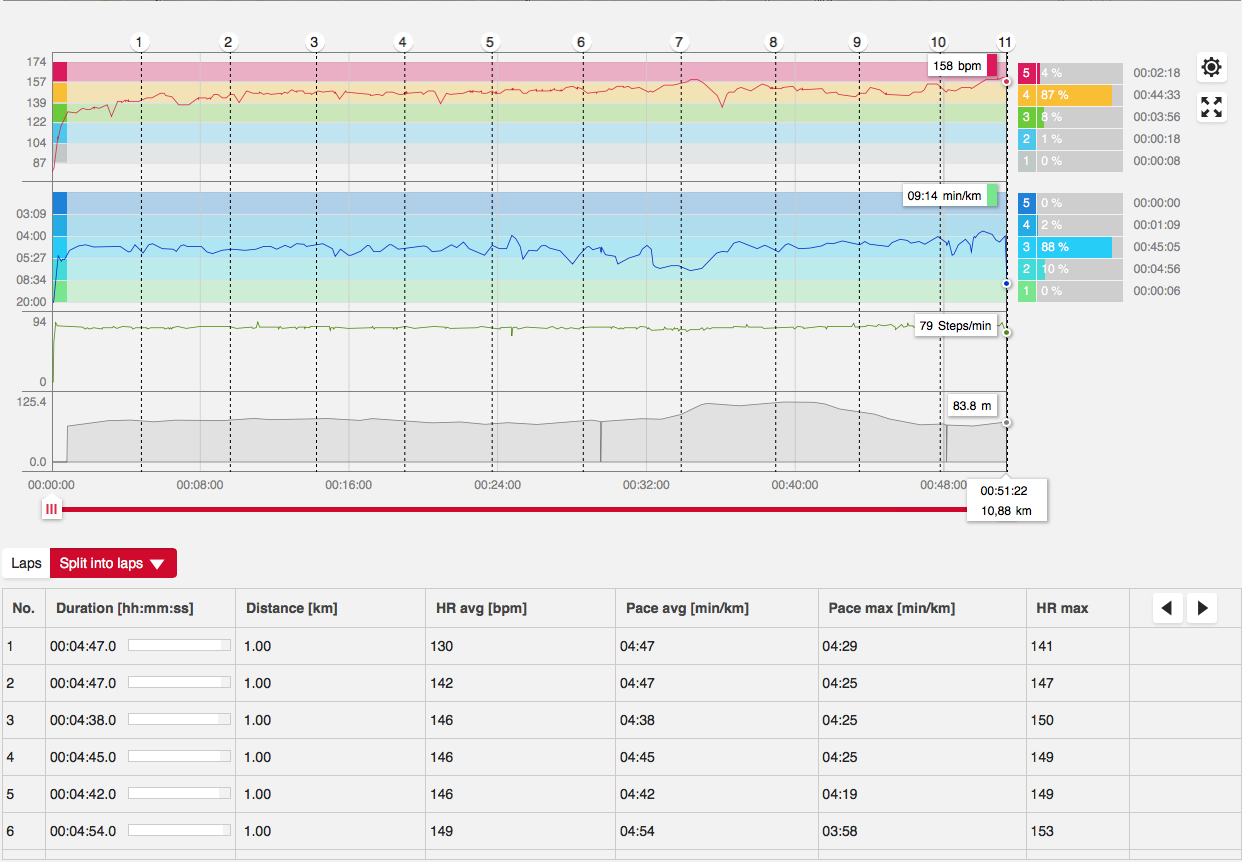 1 2 3 4 5 6 7 8 9 10 11
174
157
139
122
104
87
158 bpm
5 4 % 00:02:18
4 87 % 00:44:33
3 8 % 00:03:56
2 1 % 00:00:18
1 0 % 00:00:08
03:09
04:00
05:27
08:34
20:00
09:14 min/km
5 0 % 00:00:00
4 2 % 00:01:09
3 88 % 00:45:05
2 10 % 00:04:56
1 0 % 00:00:06
94
0
79 Steps/min
125.4
0.0
83.8 m
00:00:00 00:08:00 00:16:00 00:24:00 00:32:00 00:40:00 00:48:00
00:51:22
10,88 km
Laps Split into laps
No. Duration [hh:mm:ss] Distance [km] HR avg [bpm] Pace avg [min/km] Pace max [min/km] HR max
1 00:04:47.0 1.00 130 04:47 04:29 141
2 00:04:47.0 1.00 142 04:47 04:25 147
3 00:04:38.0 1.00 146 04:38 04:25 150
4 00:04:45.0 1.00 146 04:45 04:25 149
5 00:04:42.0 1.00 146 04:42 04:19 149
6 00:04:54.0 1.00 149 04:54 03:58 153